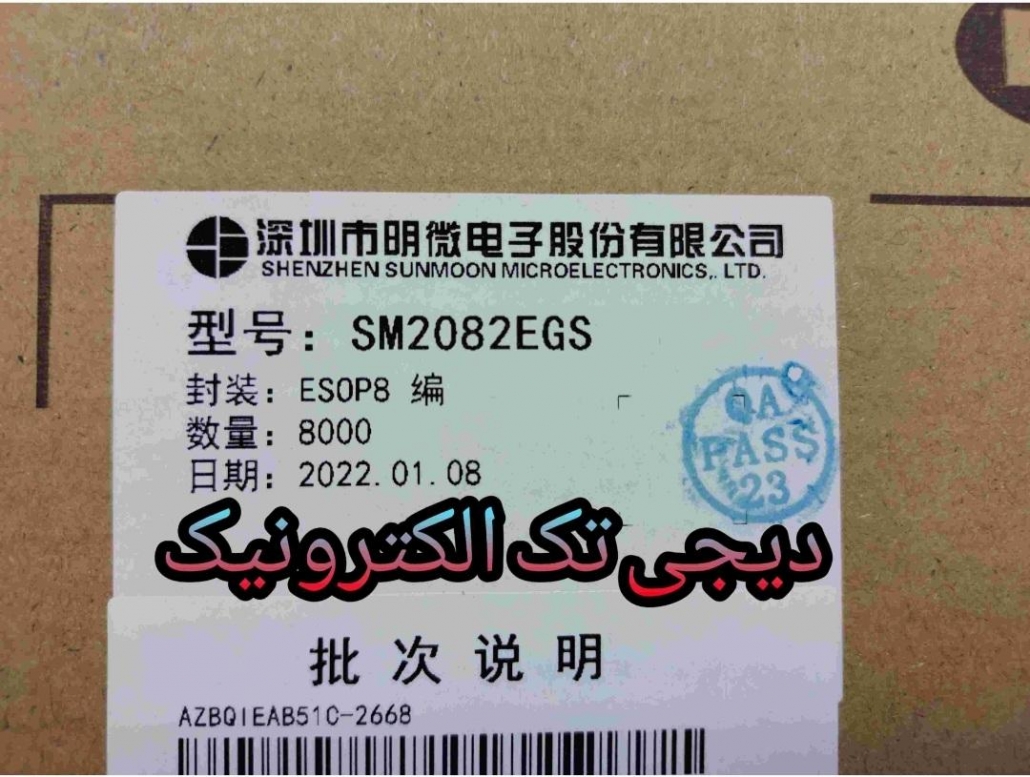 深圳市明微电子股份有限公司
SHENZHEN SUNMOON MICROELECTRONICS,. LTD.
型号：SM2082EGS
封装：ESOP8 编
数量：8000
日期：2022.01.08
QA
PASS
23
دیجی تک الکترونیک
批次说明
AZBQIEAB51C-2668